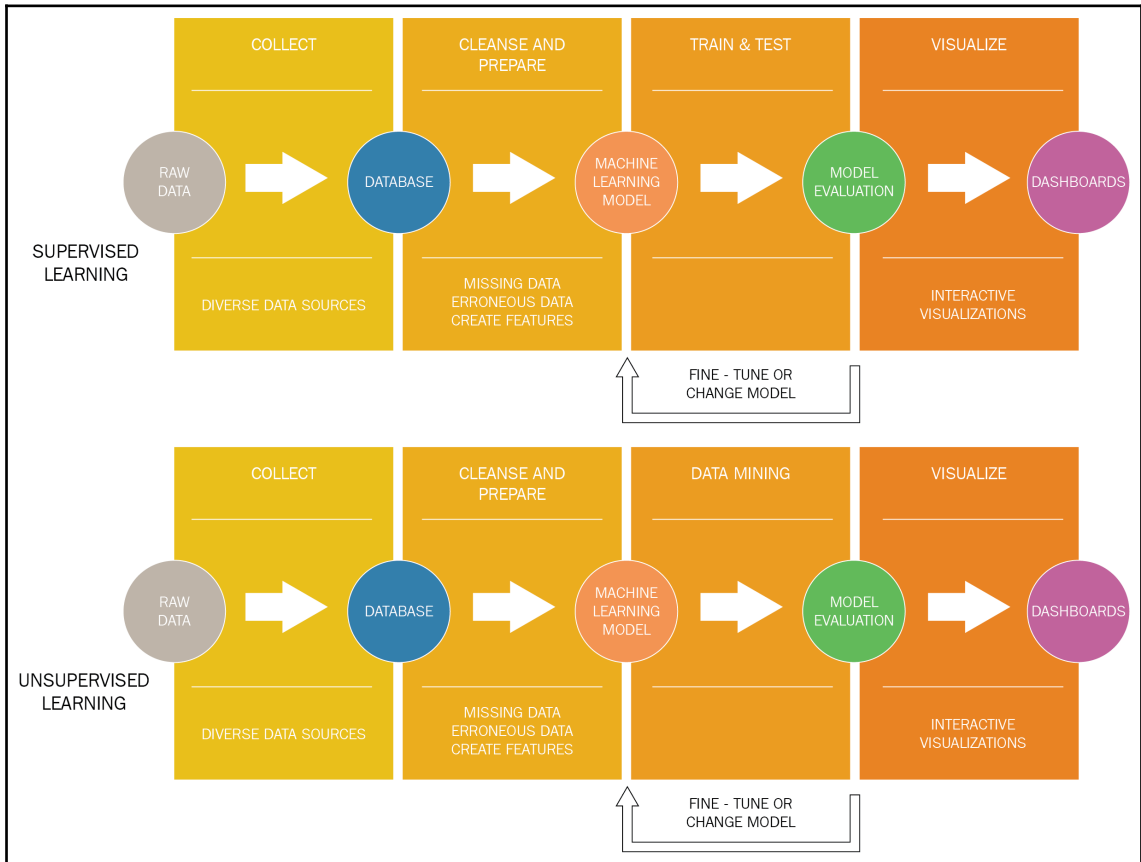 COLLECT
CLEANSE AND
PREPARE
TRAIN & TEST
VISUALIZE
RAW
DATA
DATABASE
MACHINE
LEARNING
MODEL
MODEL
EVALUATION
DASHBOARDS
SUPERVISED
LEARNING
DIVERSE DATA SOURCES
MISSING DATA
ERRONEOUS DATA
CREATE FEATURES
INTERACTIVE
VISUALIZATIONS
FINE - TUNE OR
CHANGE MODEL
COLLECT
CLEANSE AND
PREPARE
DATA MINING
VISUALIZE
RAW
DATA
DATABASE
MACHINE
LEARNING
MODEL
MODEL
EVALUATION
DASHBOARDS
UNSUPERVISED
LEARNING
DIVERSE DATA SOURCES
MISSING DATA
ERRONEOUS DATA
CREATE FEATURES
INTERACTIVE
VISUALIZATIONS
FINE - TUNE OR
CHANGE MODEL